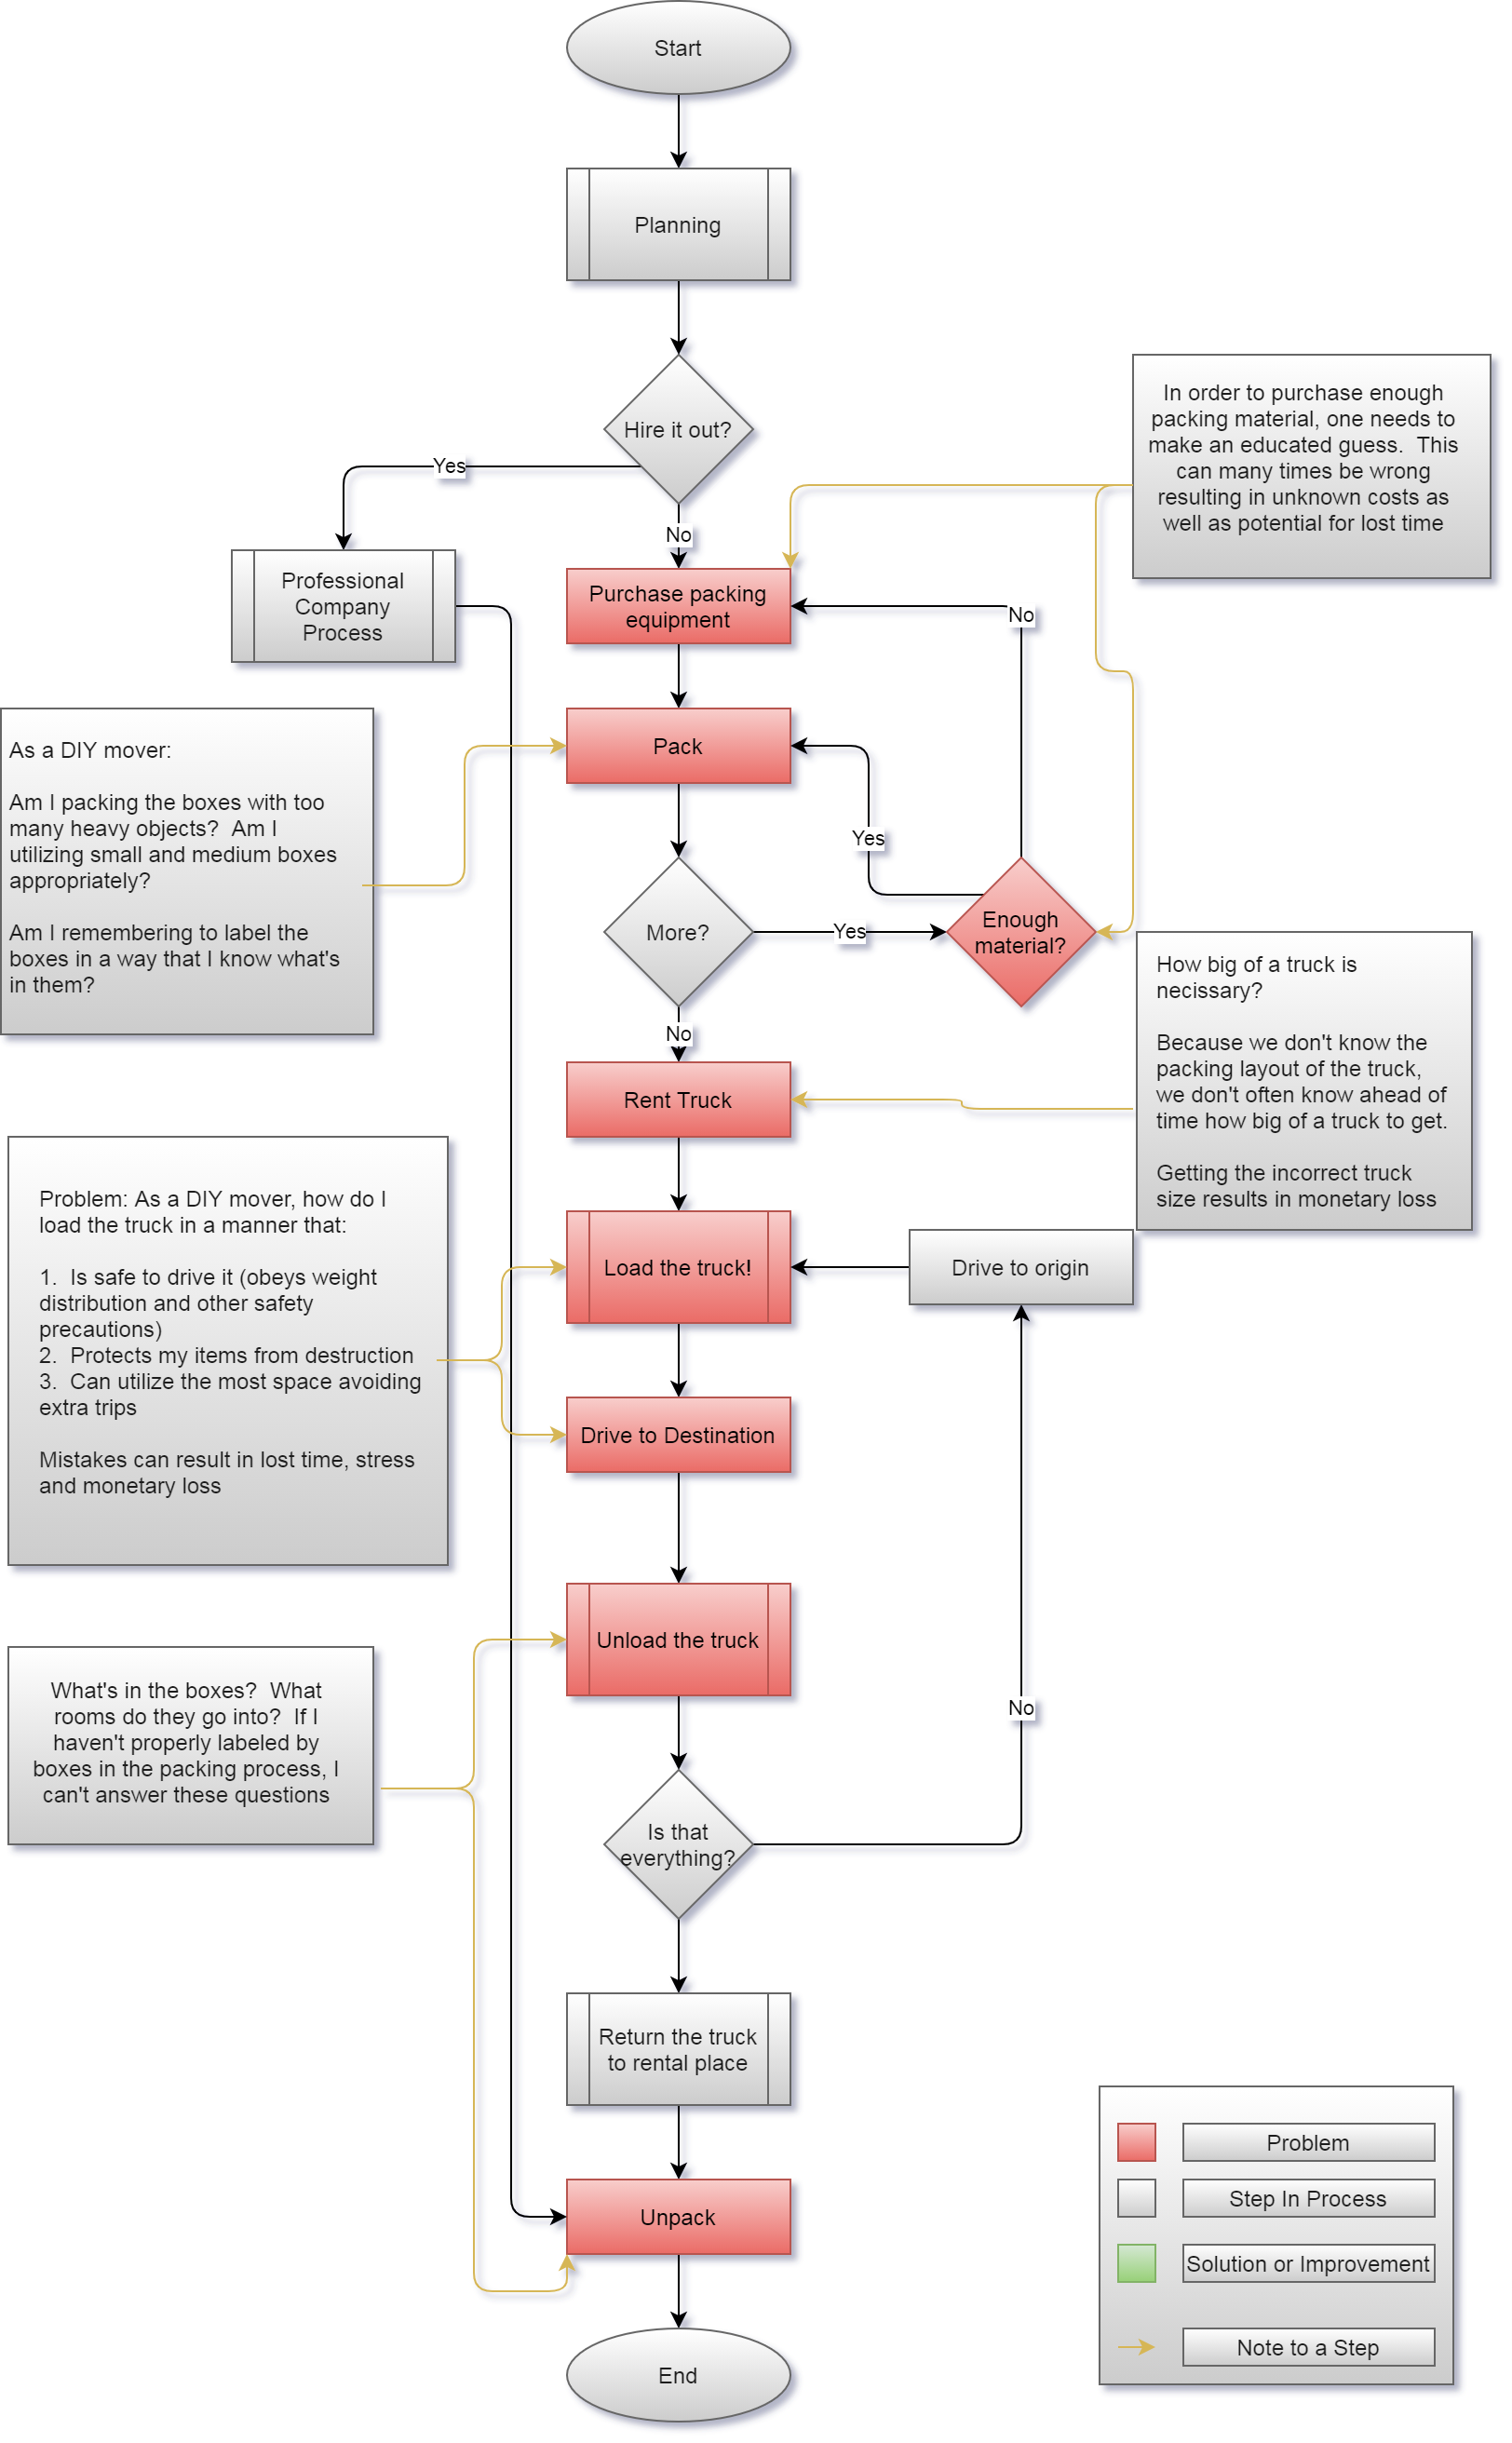 Start
Planning
Hire it out?
Yes
No
In order to purchase enough
packing material, one needs to
make an educated guess.  This
can many times be wrong
resulting in unknown costs as
well as potential for lost time
Professional
Company
Process
Purchase packing
equipment
No
As a DIY mover:
Am I packing the boxes with too
many heavy objects?  Am I
utilizing small and medium boxes
appropriately?
Am I remembering to label the
boxes in a way that I know what's
in them?
Pack
Yes
More?
Yes
Enough
material?
No
How big of a truck is
necissary?
Because we don't know the
packing layout of the truck,
we don't often know ahead of
time how big of a truck to get.
Getting the incorrect truck
size results in monetary loss
Rent Truck
Problem: As a DIY mover, how do I
load the truck in a manner that:
1.  Is safe to drive it (obeys weight
distribution and other safety
precautions)
2.  Protects my items from destruction
3.  Can utilize the most space avoiding
extra trips
Mistakes can result in lost time, stress
and monetary loss
Load the truck!
Drive to origin
Drive to Destination
Unload the truck
What's in the boxes?  What
rooms do they go into?  If I
haven't properly labeled by
boxes in the packing process, I
can't answer these questions
No
Is that
everything?
Return the truck
to rental place
Unpack
End
Problem
Step In Process
Solution or Improvement
Note to a Step